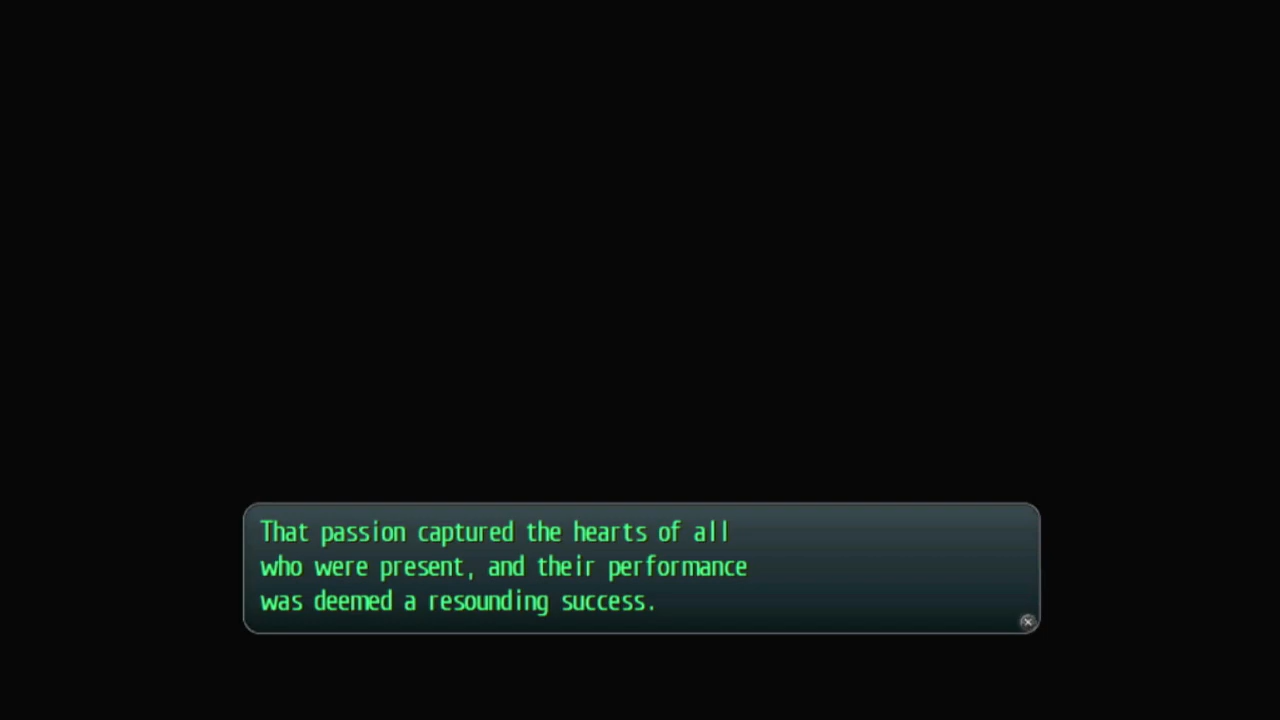 That passion captured the hearts of all
who were present, and their performance
was deemed a resounding success.